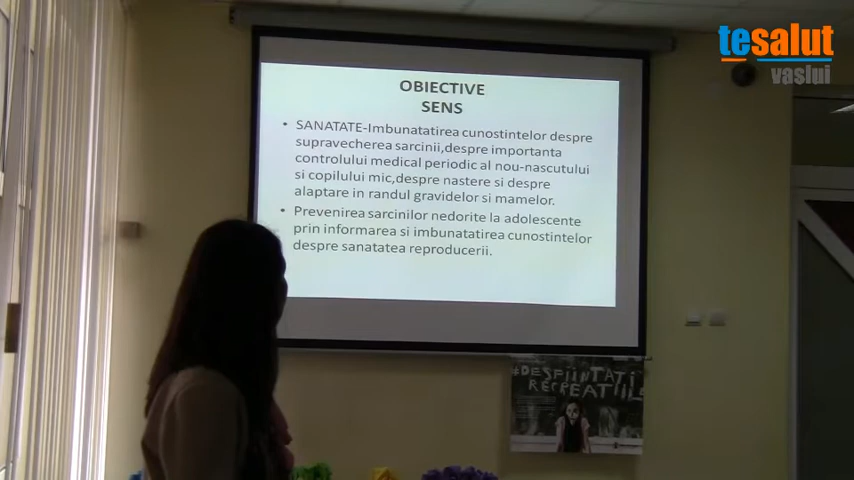 tesalut
vaslui
OBIECTIVE
SENS
• SANATATE-Imbunatatirea cunostintelor despre
supravecherea sarcinii,despre importanta
controlului medical periodic al nou-nascutului
si copilului mic,despre nastere si despre
alaptare in randul gravidelor si mamelor.
• Prevenirea sarcinilor nedorite la adolescente
prin informarea si imbunatatirea cunostintelor
despre sanatatea reproducerii.
#DESFIINTATI
RECREATIILE